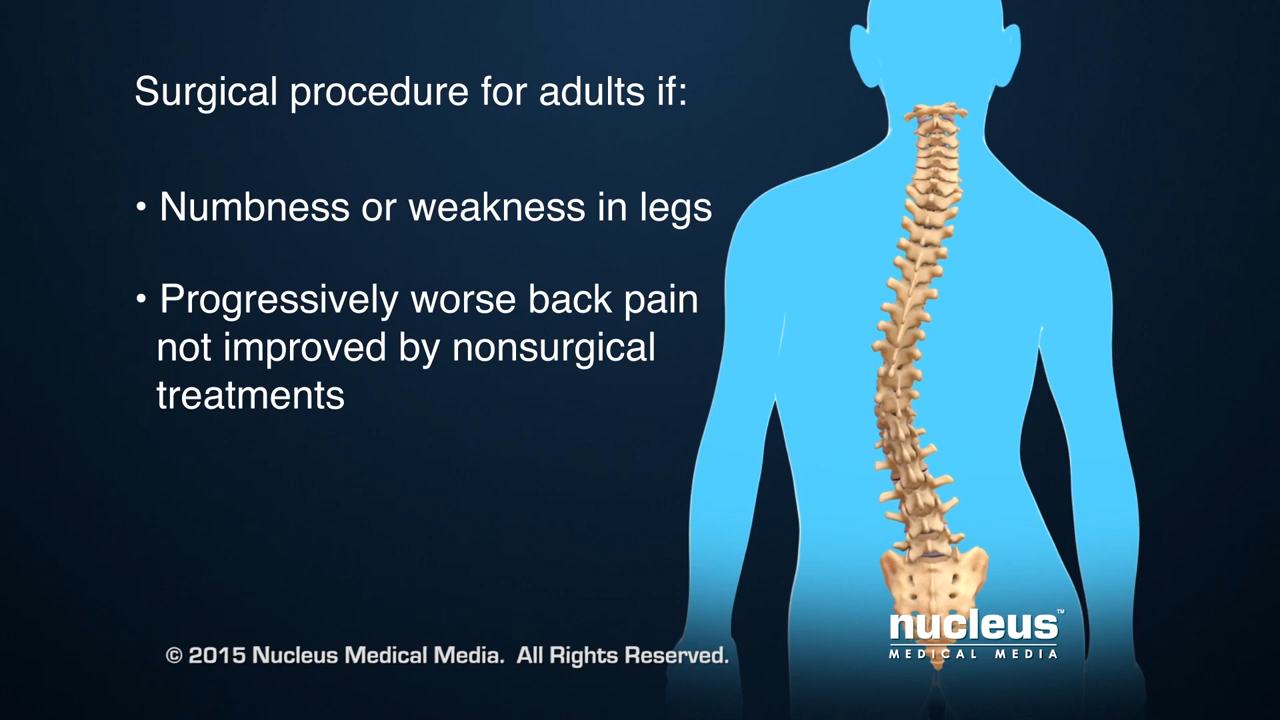 Surgical procedure for adults if:
• Numbness or weakness in legs
• Progressively worse back pain
not improved by nonsurgical
treatments
nucleus™
MEDICAL MEDIA
© 2015 Nucleus Medical Media. All Rights Reserved.